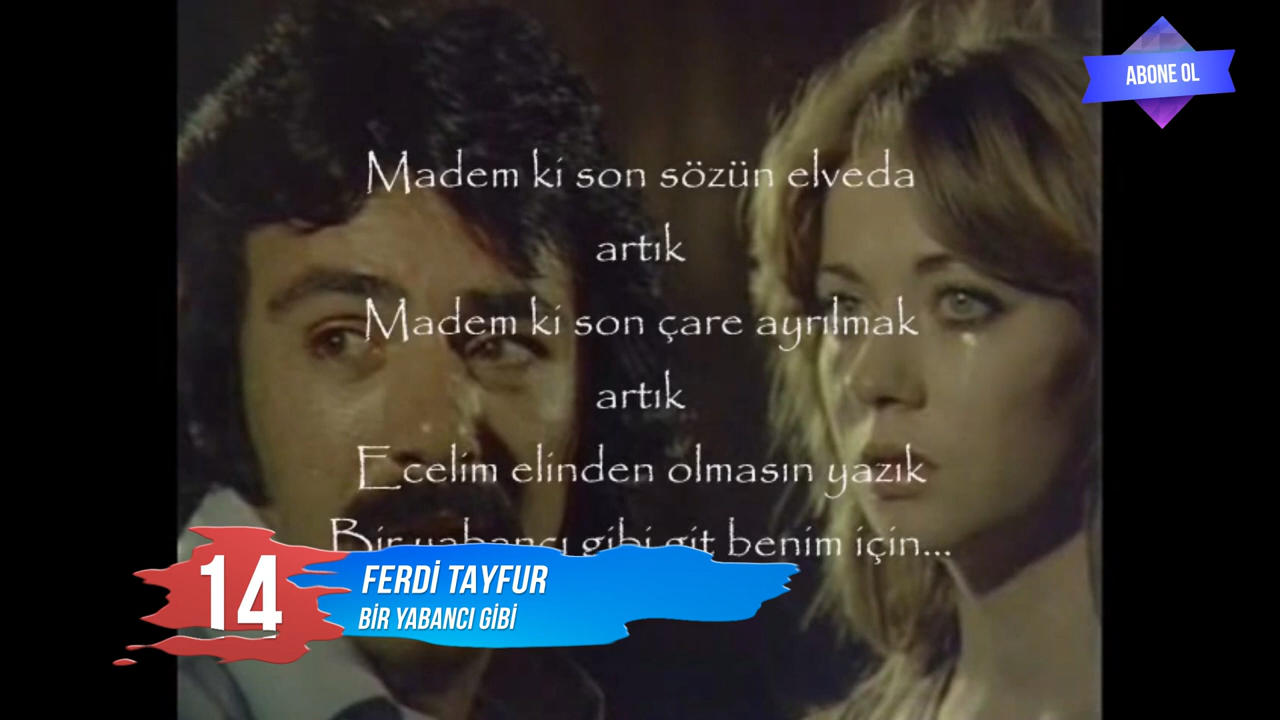 ABONE OL
Madem ki son sözün elveda
artık
Madem ki son çare ayrılmak
artık
Ecelim elinden olmasın yazık
Bir yabancı gibi git benim için...
14
FERDİ TAYFUR
BİR YABANCI GİBİ